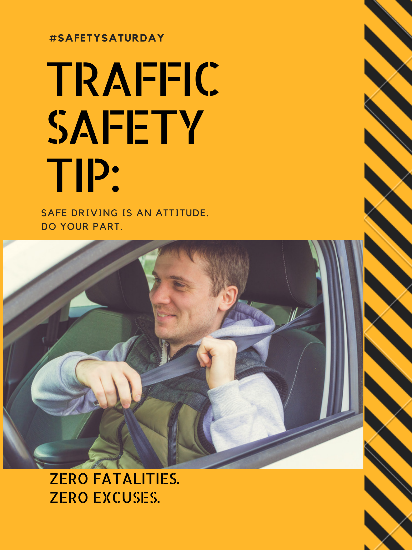 #SAFETYSATURDAY
TRAFFIC
SAFETY
TIP:
SAFE DRIVING IS AN ATTITUDE.
DO YOUR PART.
ZERO FATALITIES.
ZERO EXCUSES.